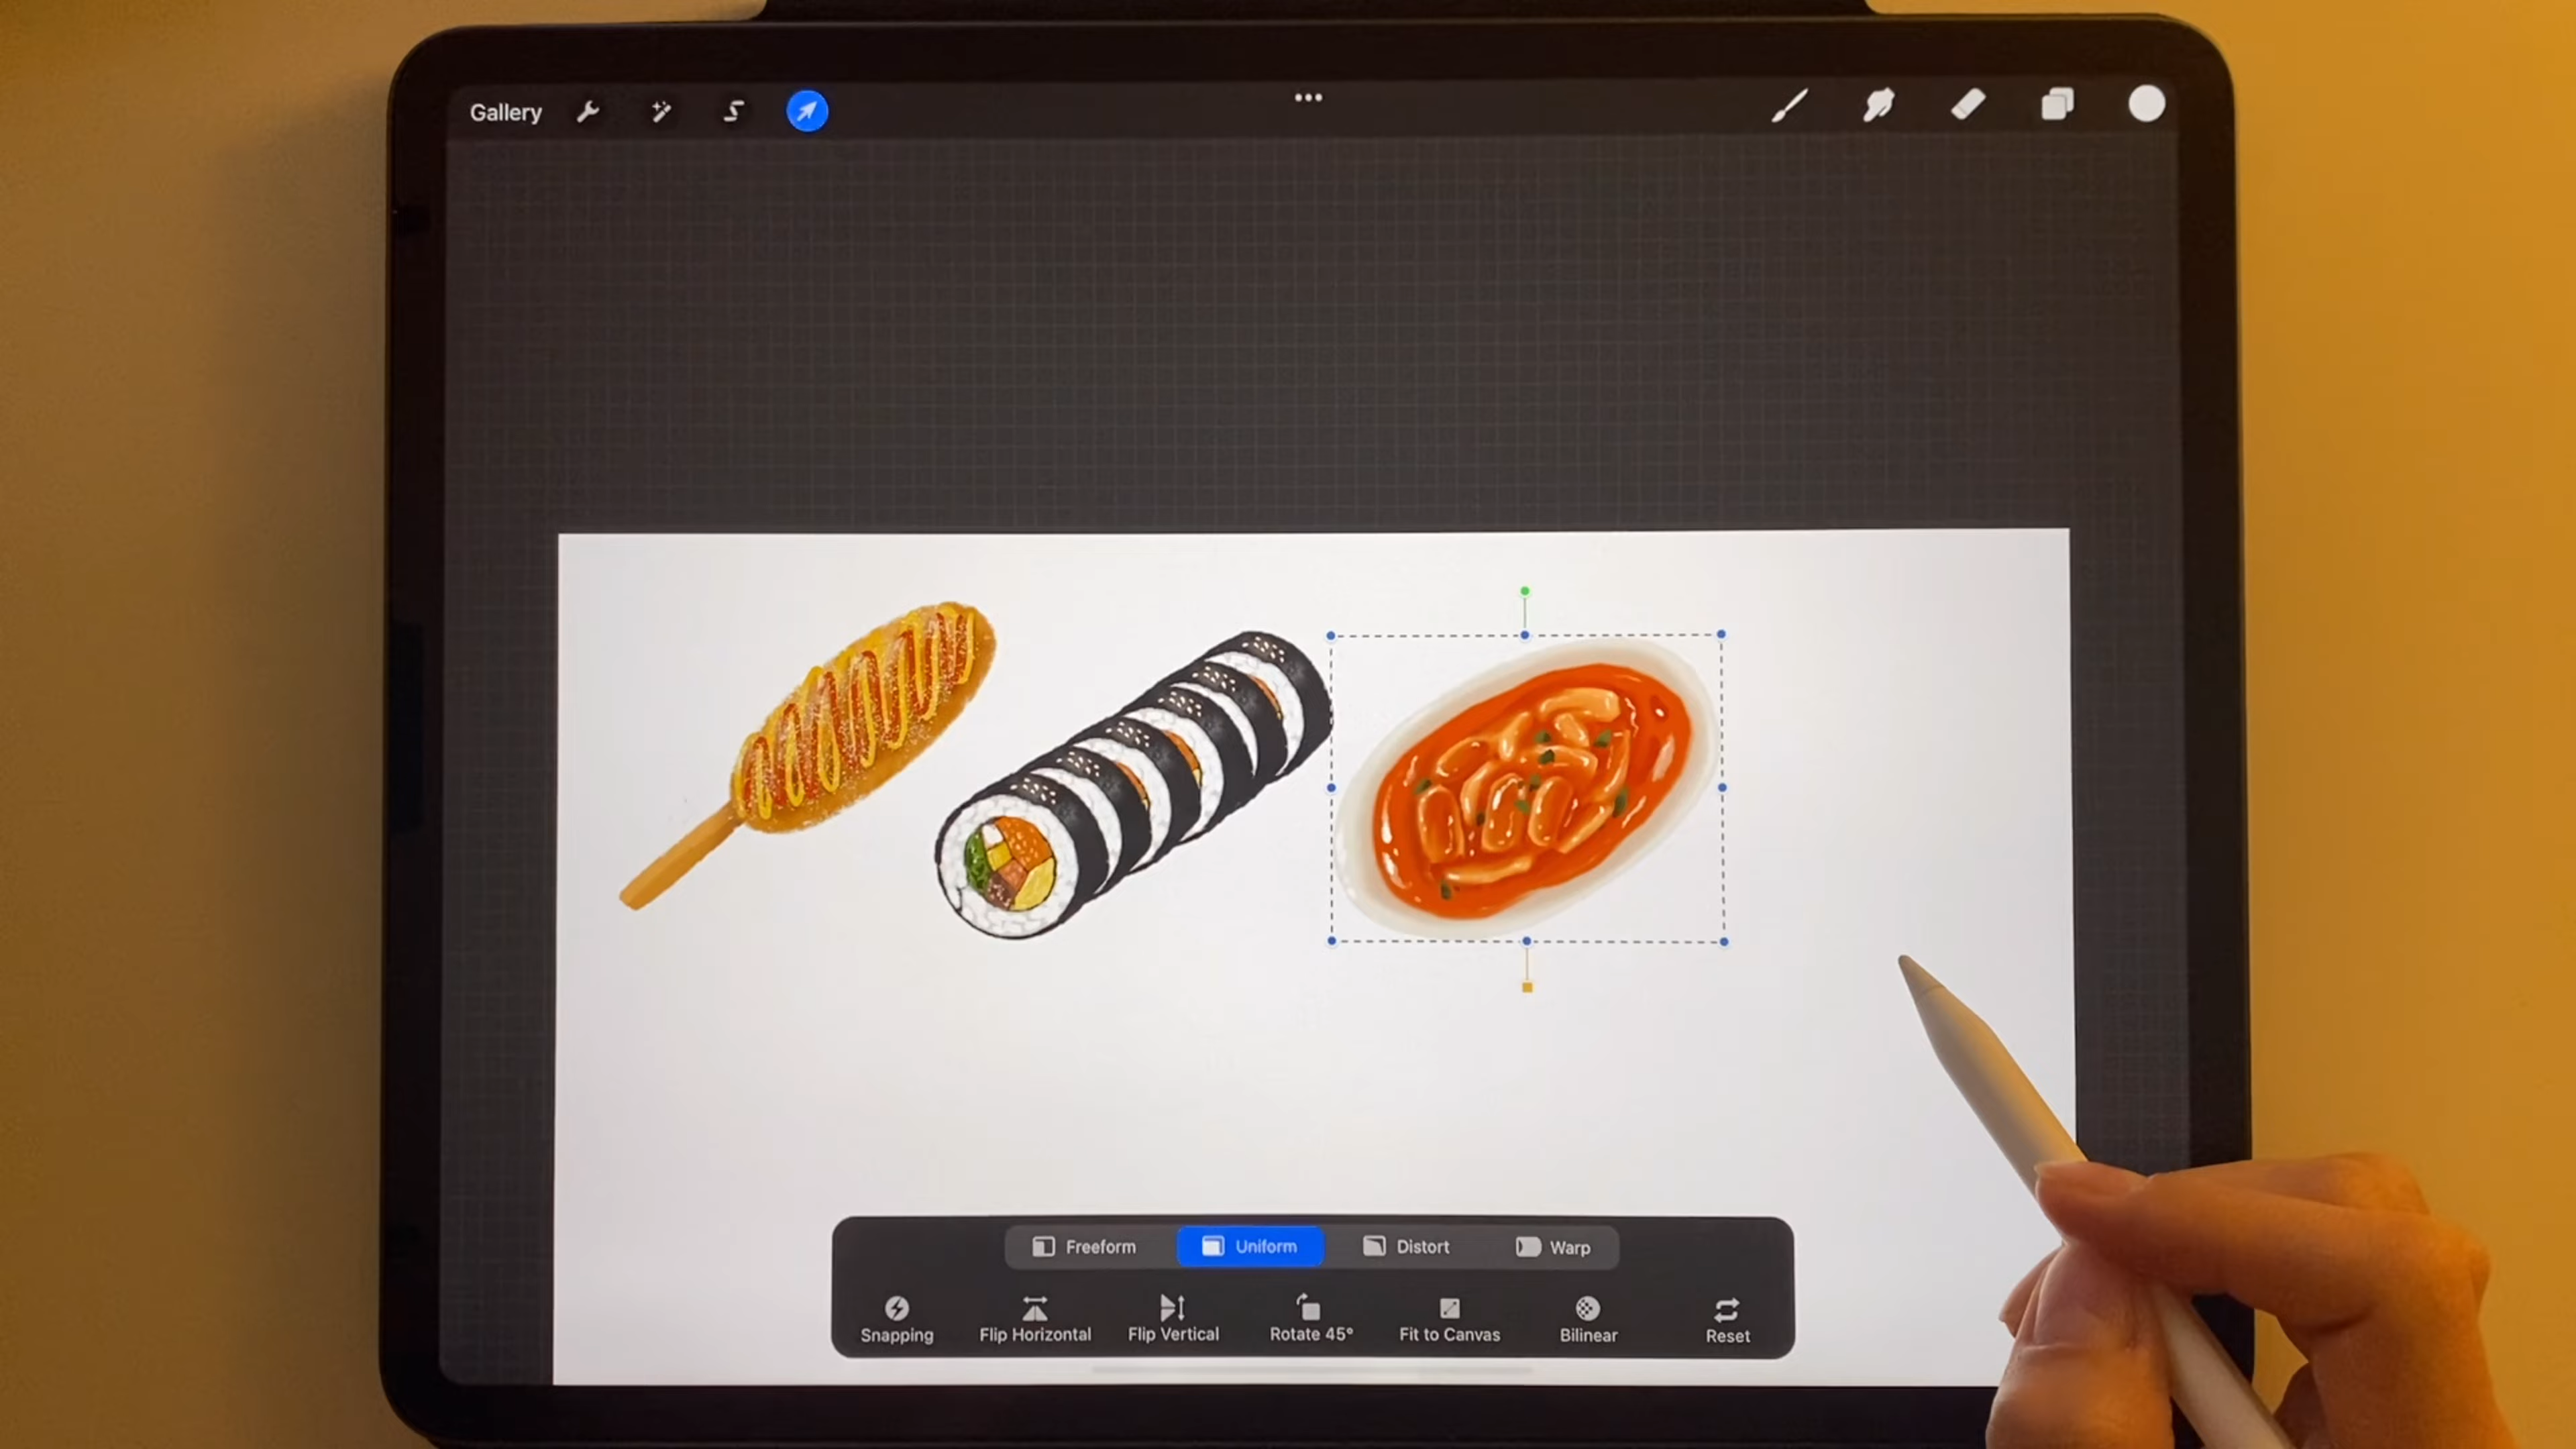 Gallery
Freeform Uniform Distort Warp
Snapping Flip Horizontal Flip Vertical Rotate 45° Fit to Canvas Bilinear Reset